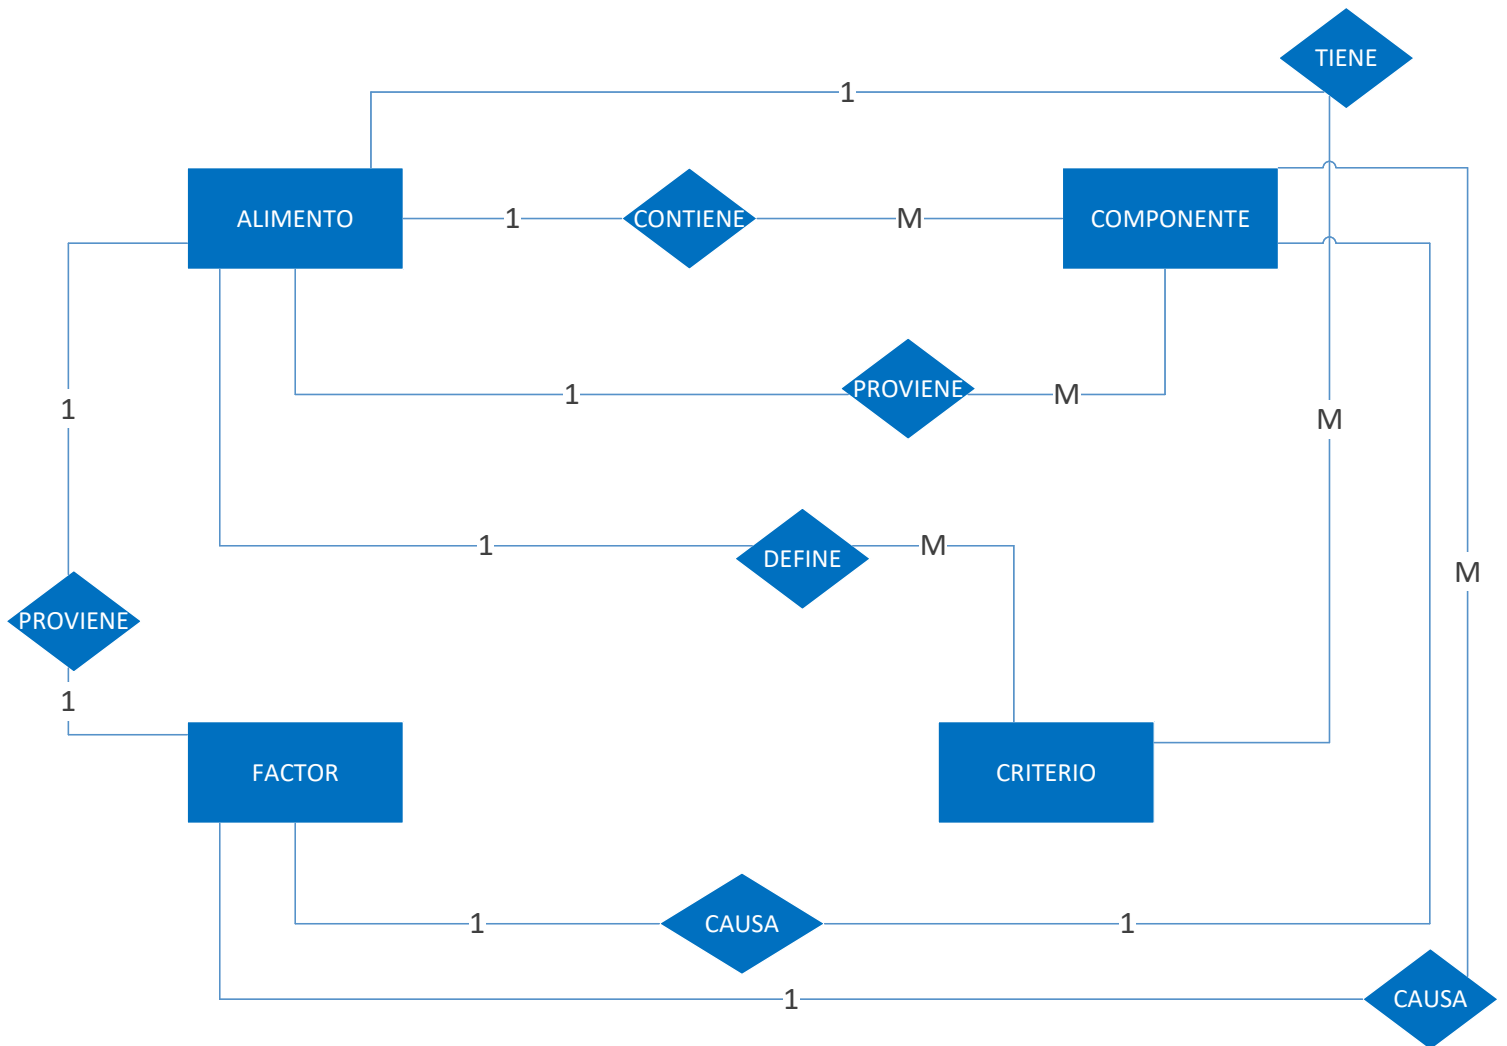 TIENE
1
ALIMENTO
1
CONTIENE
M
COMPONENTE
1
PROVIENE
M
1
M
1
DEFINE
M
M
PROVIENE
1
FACTOR
CRITERIO
1
CAUSA
1
1
CAUSA